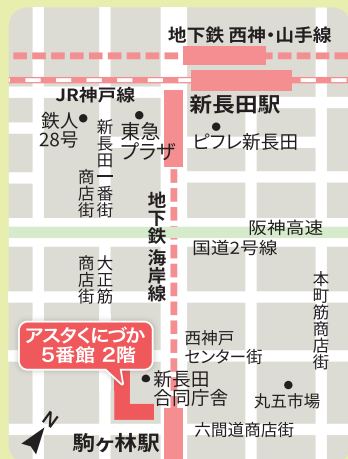 地下鉄 西神・山手線
JR神戸線
新長田駅
鉄人
28号
東急
プラザ
ピフレ新長田
新長田一番街
商店街
地下鉄 海岸線
阪神高速
国道2号線
大正筋
商店街
本町筋商店街
アスタくにづか
5番館 2階
西神戸
センター街
新長田
合同庁舎
丸五市場
六間道商店街
N
駒ヶ林駅